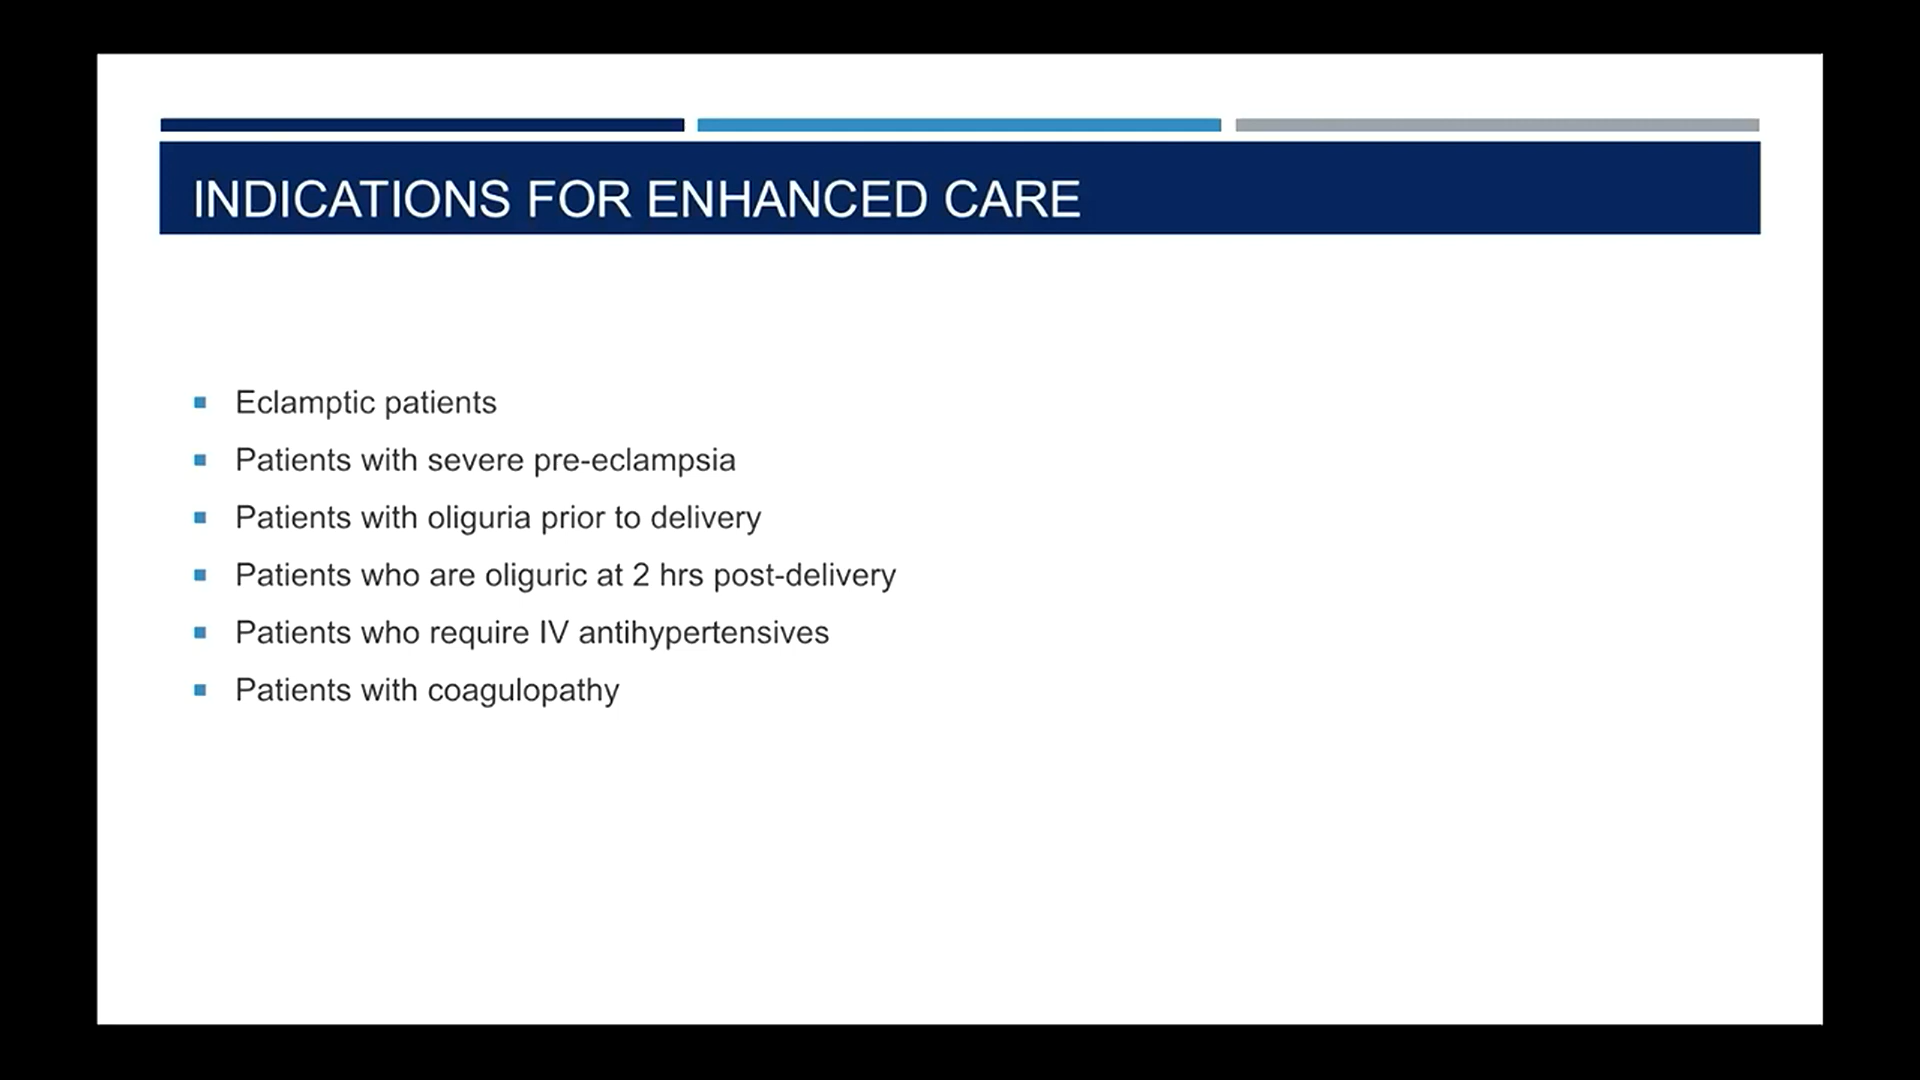 INDICATIONS FOR ENHANCED CARE
Eclamptic patients
Patients with severe pre-eclampsia
Patients with oliguria prior to delivery
Patients who are oliguric at 2 hrs post-delivery
Patients who require IV antihypertensives
Patients with coagulopathy